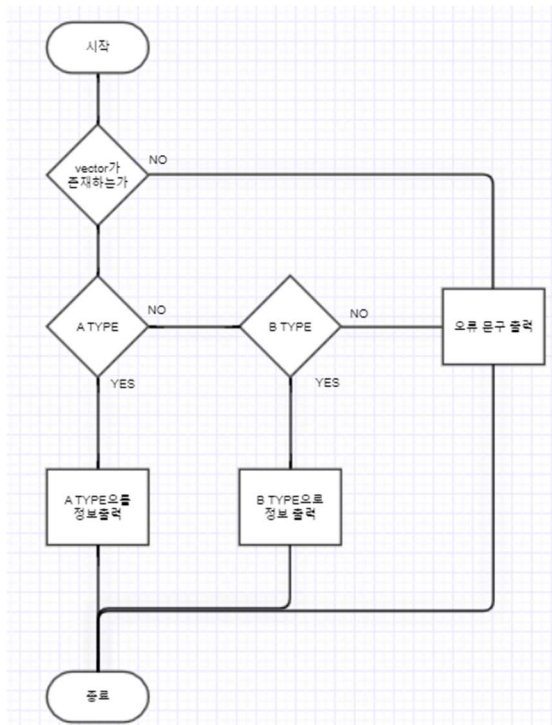 시작
vector가
존재하는가
NO
A TYPE
NO
B TYPE
NO
오류 문구 출력
YES
YES
A TYPE으를
정보출력
B TYPE으로
정보 출력
종료